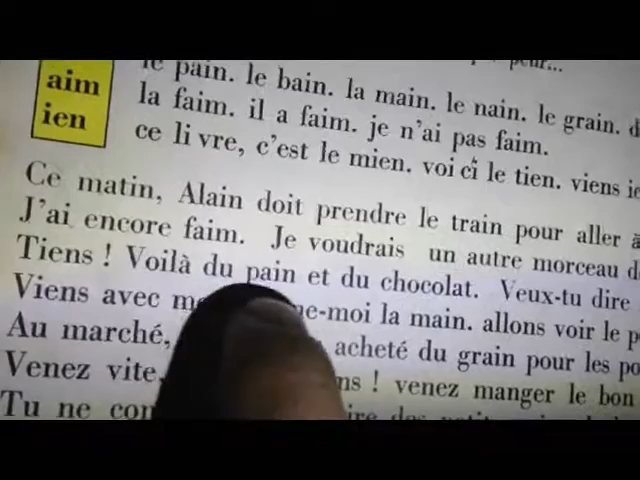 aim
ien
le pain. le bain. la main. le nain. le grain.
la faim. il a faim. je n'ai pas faim.
ce livre, c'est le mien. voici le tien. viens
Ce matin, Alain doit prendre le train pour aller à
J'ai encore faim. Je voudrais un autre morceau
Tiens ! Voilà du pain et du chocolat. Veux-tu dire
Viens avec -moi la main. allons voir le
Au marché, acheté du grain pour les
Venez vite, ! venez manger le bon
Tu ne